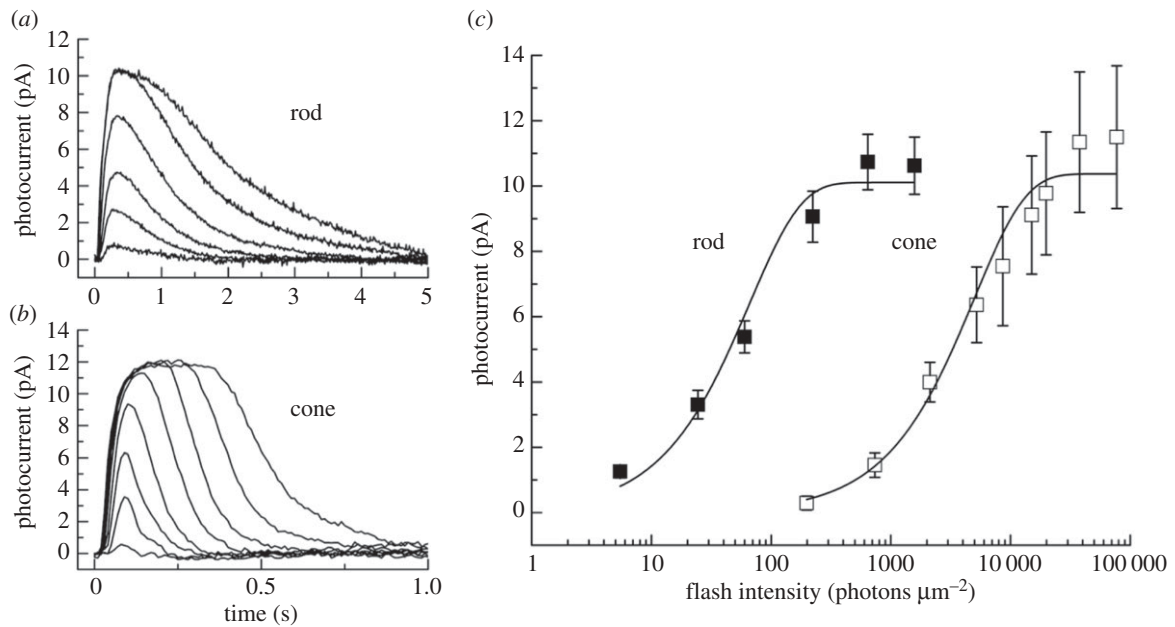 (a)
12
10
8
6
4
2
0
photocurrent (pA)
rod
0 1 2 3 4 5
(b)
14
12
10
8
6
4
2
0
photocurrent (pA)
cone
0 0.5 1.0
time (s)
(c)
14
12
10
8
6
4
2
0
photocurrent (pA)
rod
cone
1 10 100 1000 10 000 100 000
flash intensity (photons µm–2)